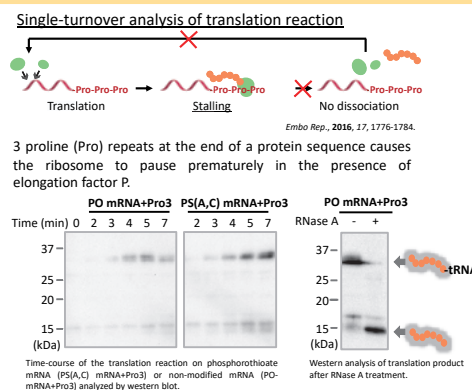 Single-turnover analysis of translation reaction
Pro-Pro-Pro
Pro-Pro-Pro
Pro-Pro-Pro
Translation
Stalling
No dissociation
Embo Rep., 2016, 17, 1776-1784.
3 proline (Pro) repeats at the end of a protein sequence causes
the ribosome to pause prematurely in the presence of
elongation factor P.
PO mRNA+Pro3 PS(A,C) mRNA+Pro3
Time (min) 0 2 3 4 5 7 2 3 4 5 7
37
25
20
15
(kDa)
Time-course of the translation reaction on phosphorothioate
mRNA (PS(A,C) mRNA+Pro3) or non-modified mRNA (PO-
mRNA+Pro3) analyzed by western blot.
PO mRNA+Pro3
RNase A - +
37
-tRNA
25
20
15
(kDa)
Western analysis of translation product
after RNase A treatment.